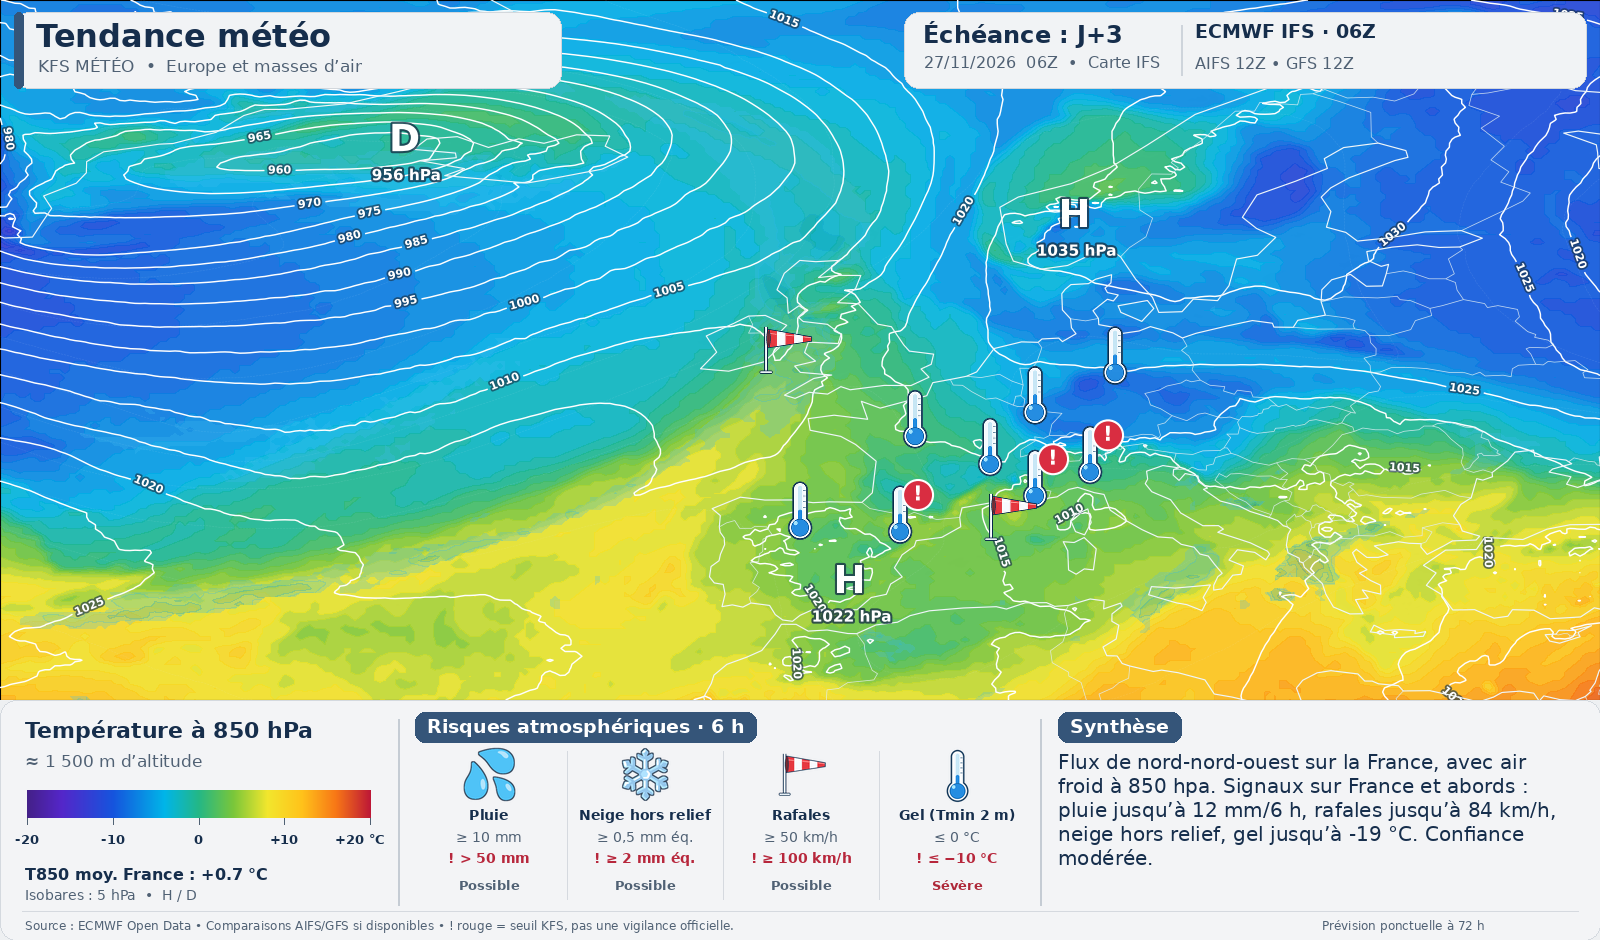 Tendance météo
KFS MÉTÉO • Europe et masses d’air
Échéance : J+3
27/11/2026 06Z • Carte IFS
ECMWF IFS · 06Z
AIFS 12Z • GFS 12Z
1015
980
965
D
956 hPa
960
970
975
980
985
990
995
1000
1005
1010
1020
1025
1020
H
1035 hPa
1030
1025
1020
1025
1015
1010
1015
1020
H
1022 hPa
1020
1020
!
!
!
Température à 850 hPa
≈ 1 500 m d’altitude
-20 -10 0 +10 +20 °C
T850 moy. France : +0.7 °C
Isobares : 5 hPa • H / D
Risques atmosphériques · 6 h
Pluie
≥ 10 mm
! > 50 mm
Possible
Neige hors relief
≥ 0,5 mm éq.
! ≥ 2 mm éq.
Possible
Rafales
≥ 50 km/h
! ≥ 100 km/h
Possible
Gel (Tmin 2 m)
≤ 0 °C
! ≤ −10 °C
Sévère
Synthèse
Flux de nord-nord-ouest sur la France, avec air
froid à 850 hpa. Signaux sur France et abords :
pluie jusqu’à 12 mm/6 h, rafales jusqu’à 84 km/h,
neige hors relief, gel jusqu’à -19 °C. Confiance
modérée.
Source : ECMWF Open Data • Comparaisons AIFS/GFS si disponibles • ! rouge = seuil KFS, pas une vigilance officielle.
Prévision ponctuelle à 72 h